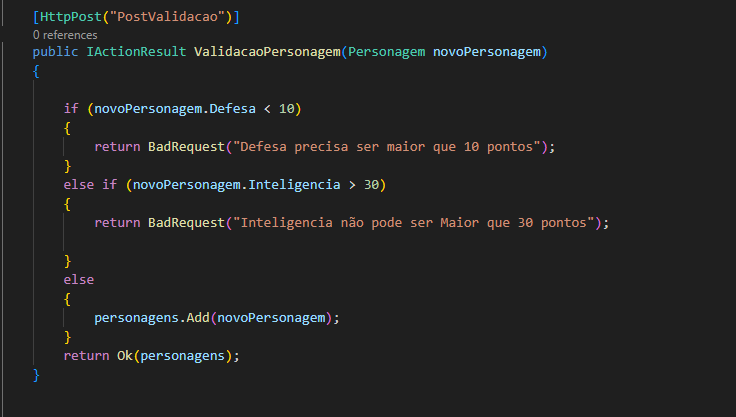 [HttpPost("PostValidacao")]
0 references
public IActionResult ValidacaoPersonagem(Personagem novoPersonagem)
{
if (novoPersonagem.Defesa < 10)
{
return BadRequest("Defesa precisa ser maior que 10 pontos");
}
else if (novoPersonagem.Inteligencia > 30)
{
return BadRequest("Inteligencia não pode ser Maior que 30 pontos");
}
else
{
personagens.Add(novoPersonagem);
}
return Ok(personagens);
}